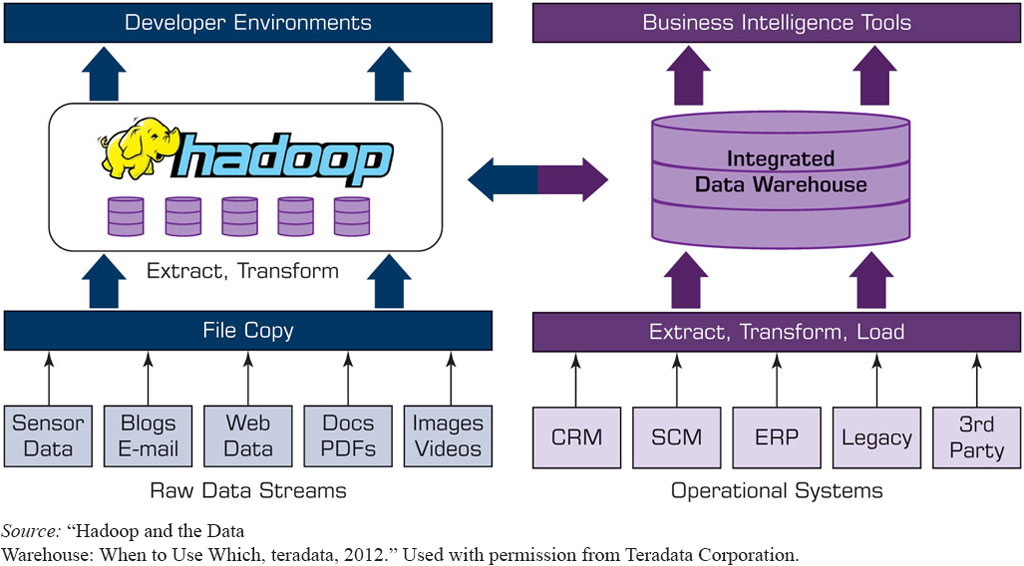 Developer Environments
Business Intelligence Tools
hadoop
Integrated
Data Warehouse
Extract, Transform
File Copy
Extract, Transform, Load
Sensor
Data
Blogs
E-mail
Web
Data
Docs
PDFs
Images
Videos
CRM
SCM
ERP
Legacy
3rd
Party
Raw Data Streams
Operational Systems
Source: “Hadoop and the Data
Warehouse: When to Use Which, teradata, 2012.” Used with permission from Teradata Corporation.